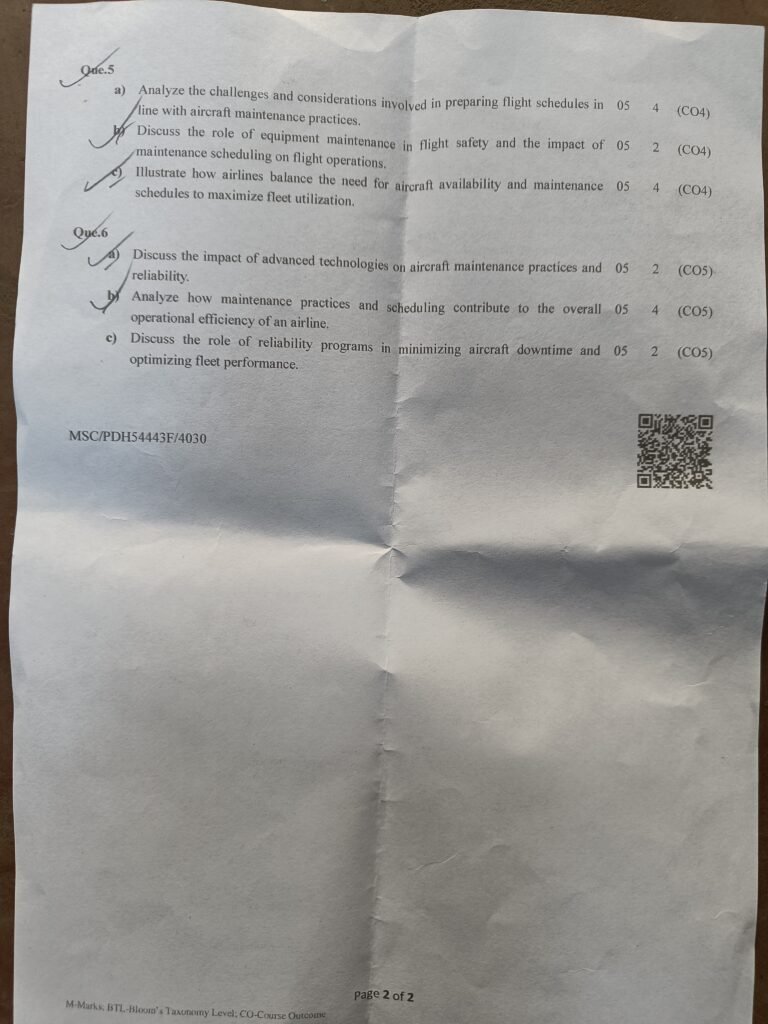 Que.5
a) Analyze the challenges and considerations involved in preparing flight schedules in 05 4 (CO4)
line with aircraft maintenance practices.
b) Discuss the role of equipment maintenance in flight safety and the impact of 05 2 (CO4)
maintenance scheduling on flight operations.
c) Illustrate how airlines balance the need for aircraft availability and maintenance 05 4 (CO4)
schedules to maximize fleet utilization.
Que.6
a) Discuss the impact of advanced technologies on aircraft maintenance practices and 05 2 (CO5)
reliability.
b) Analyze how maintenance practices and scheduling contribute to the overall 05 4 (CO5)
operational efficiency of an airline.
c) Discuss the role of reliability programs in minimizing aircraft downtime and 05 2 (CO5)
optimizing fleet performance.
MSC/PDH54443F/4030
page 2 of 2
M-Marks; BTL-Bloom's Taxonomy Level; CO-Course Outcome